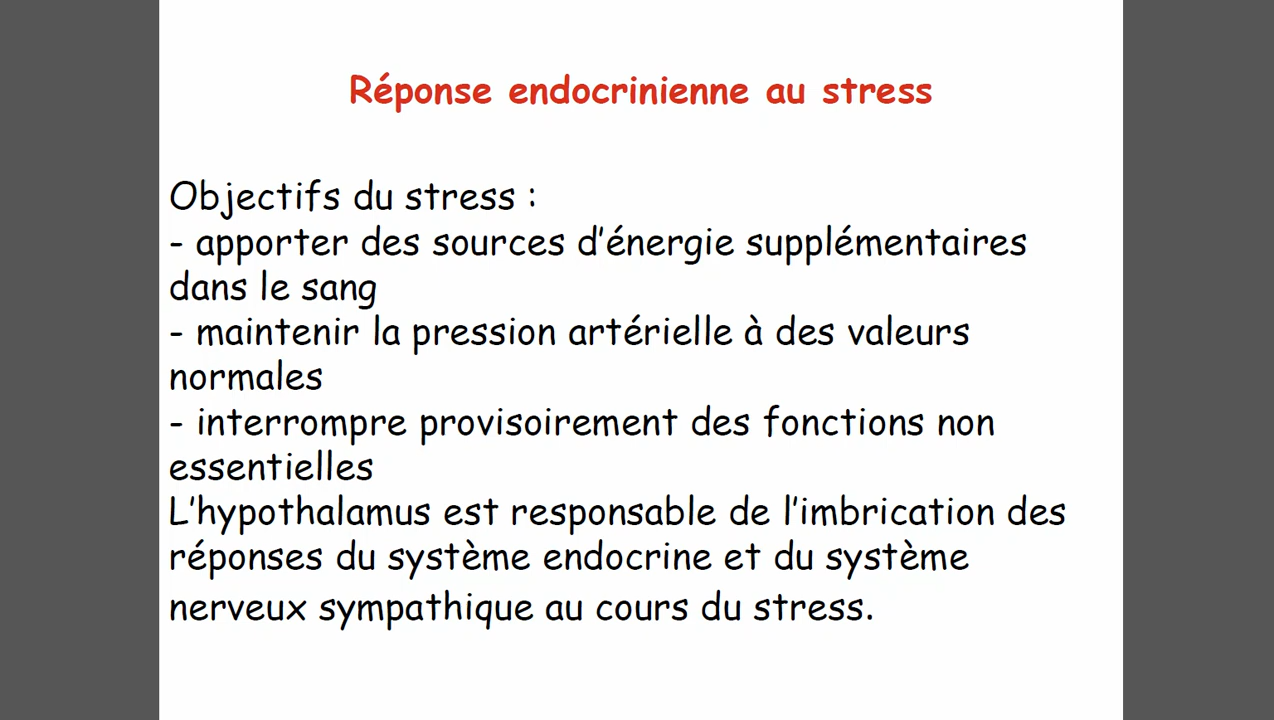 Réponse endocrinienne au stress
Objectifs du stress :
- apporter des sources d'énergie supplémentaires
dans le sang
- maintenir la pression artérielle à des valeurs
normales
- interrompre provisoirement des fonctions non
essentielles
L'hypothalamus est responsable de l'imbrication des
réponses du système endocrine et du système
nerveux sympathique au cours du stress.